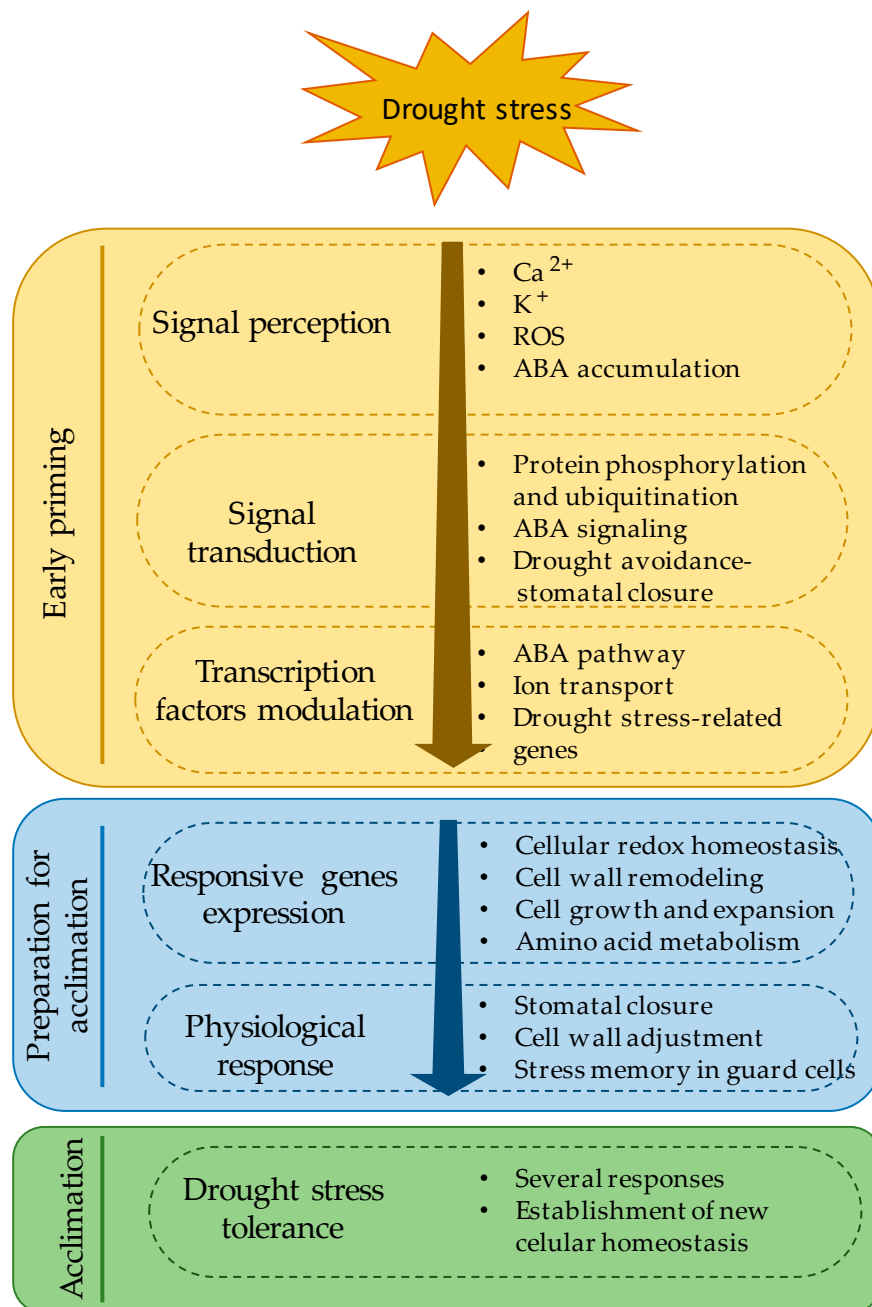 Drought stress
Early priming
Signal perception
• Ca 2+
• K +
• ROS
• ABA accumulation
Signal
transduction
• Protein phosphorylation
and ubiquitination
• ABA signaling
• Drought avoidance-
stomatal closure
Transcription
factors modulation
• ABA pathway
• Ion transport
• Drought stress-related
• genes
Preparation for
acclimation
Responsive genes
expression
• Cellular redox homeostasis
• Cell wall remodeling
• Cell growth and expansion
• Amino acid metabolism
Physiological
response
• Stomatal closure
• Cell wall adjustment
• Stress memory in guard cells
Acclimation
Drought stress
tolerance
• Several responses
• Establishment of new
celular homeostasis